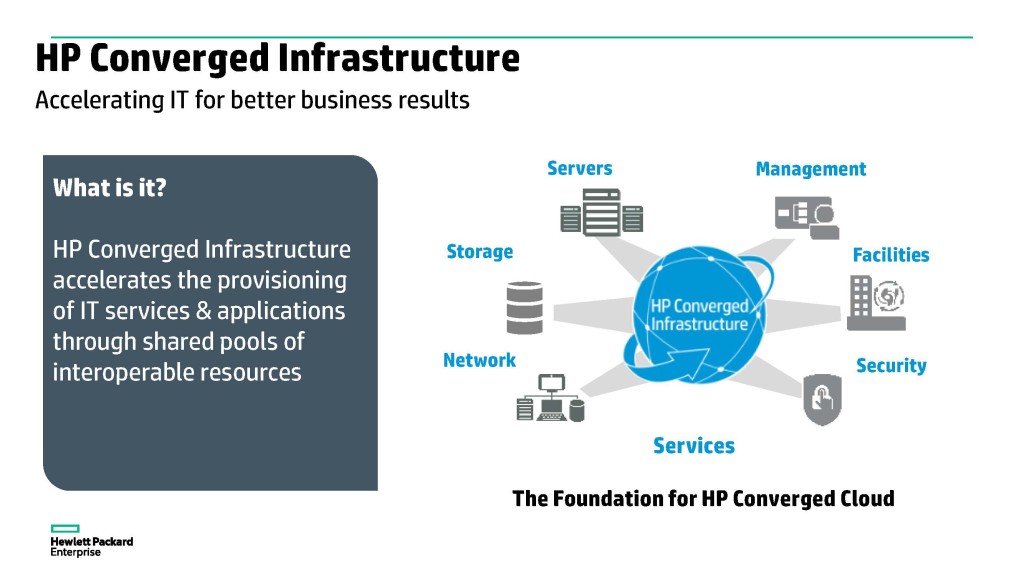 HP Converged Infrastructure
Accelerating IT for better business results
What is it?
HP Converged Infrastructure
accelerates the provisioning
of IT services & applications
through shared pools of
interoperable resources
Servers
Management
Storage
Facilities
HP Converged
Infrastructure
Network
Security
Services
The Foundation for HP Converged Cloud
Hewlett Packard
Enterprise